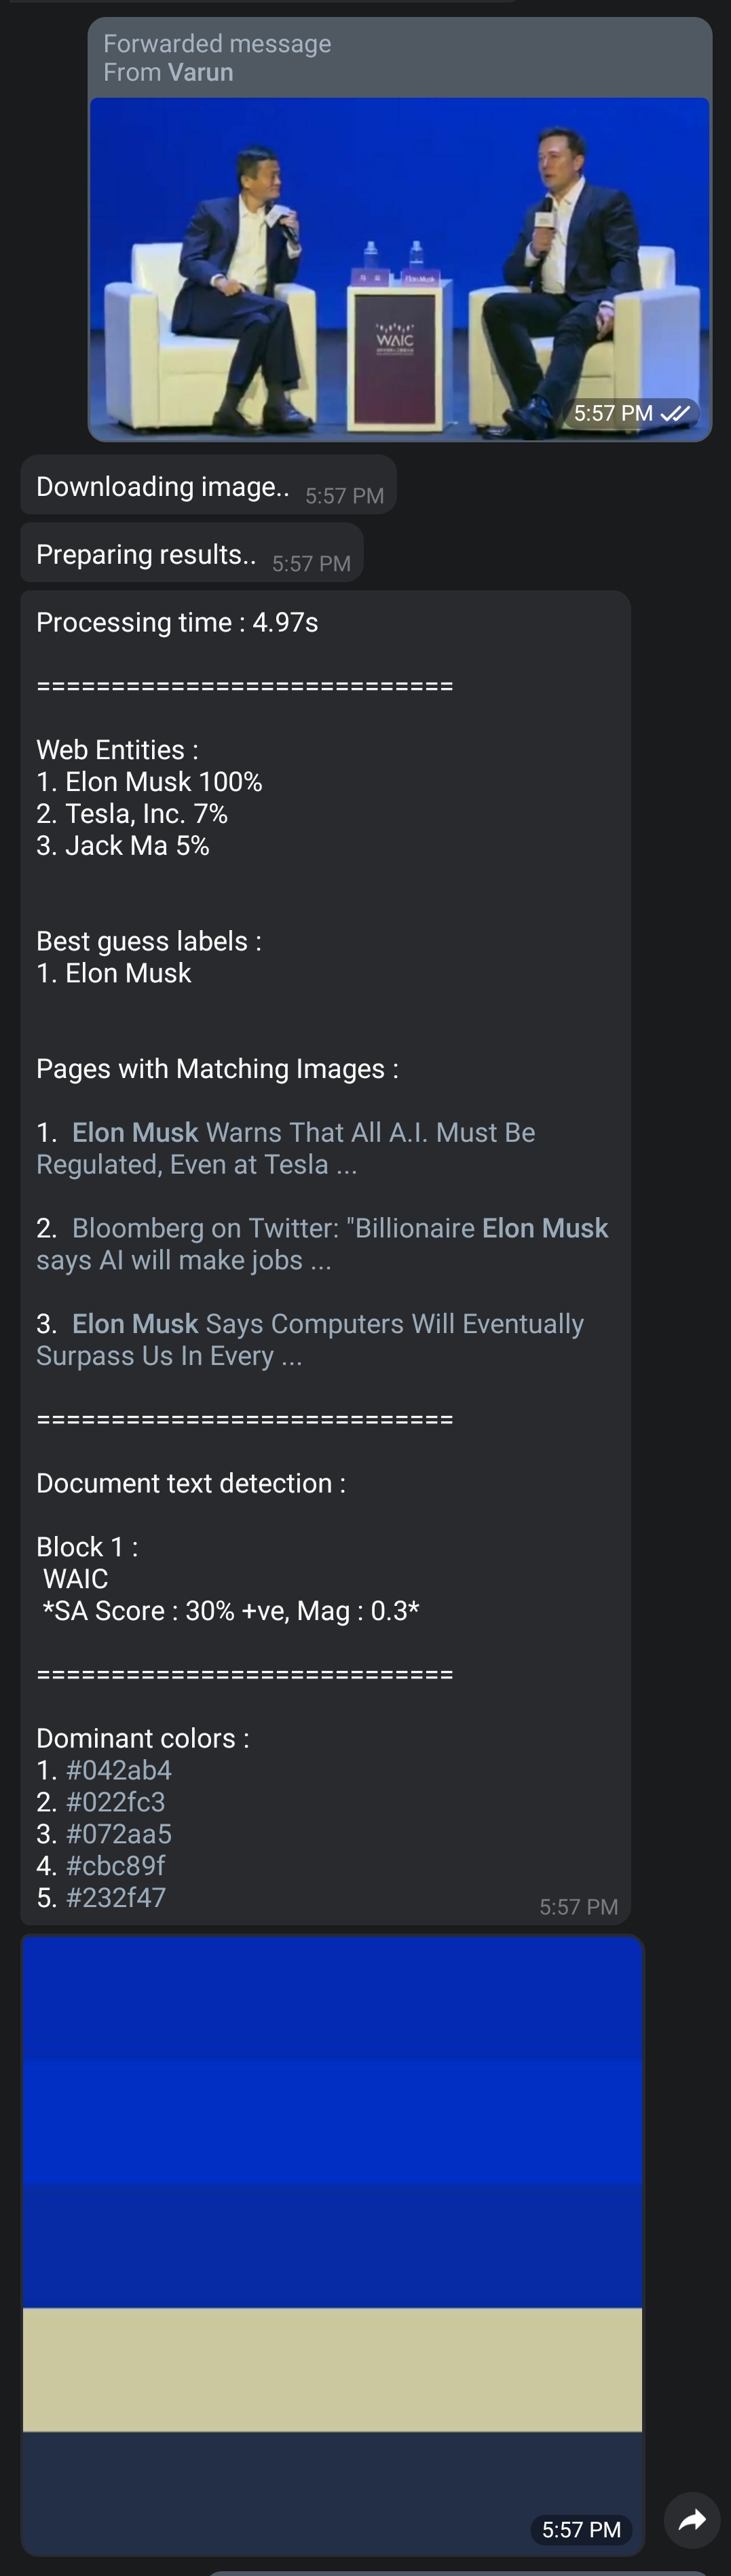 Forwarded message
From Varun
Elon Musk
WAIC
5:57 PM
Downloading image.. 5:57 PM
Preparing results.. 5:57 PM
Processing time : 4.97s
============================
Web Entities :
1. Elon Musk 100%
2. Tesla, Inc. 7%
3. Jack Ma 5%
Best guess labels :
1. Elon Musk
Pages with Matching Images :
1. Elon Musk Warns That All A.I. Must Be
Regulated, Even at Tesla ...
2. Bloomberg on Twitter: "Billionaire Elon Musk
says AI will make jobs ...
3. Elon Musk Says Computers Will Eventually
Surpass Us In Every ...
============================
Document text detection :
Block 1 :
WAIC
*SA Score : 30% +ve, Mag : 0.3*
============================
Dominant colors :
1. #042ab4
2. #022fc3
3. #072aa5
4. #cbc89f
5. #232f47
5:57 PM
5:57 PM